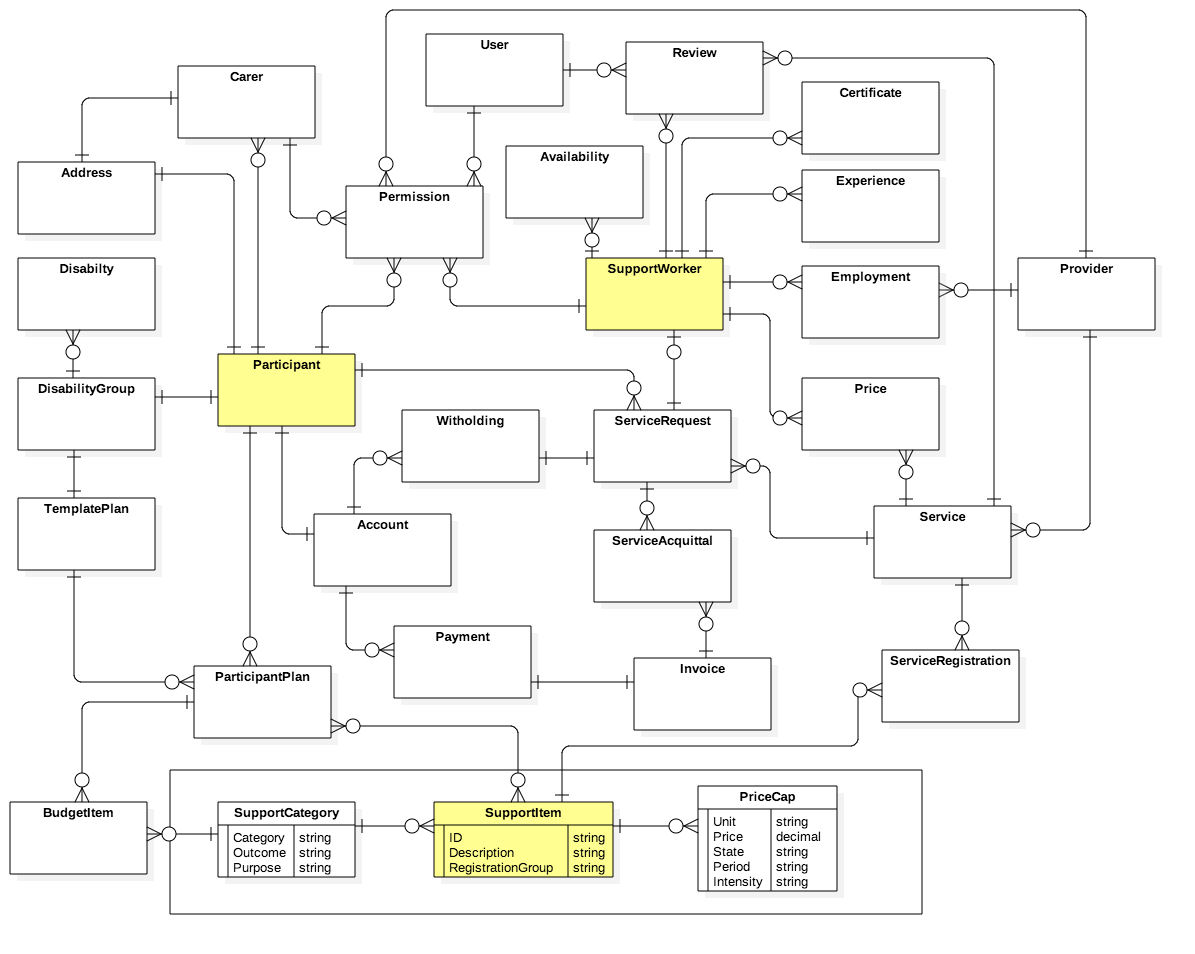 User
Review
Carer
Certificate
Availability
Address
Experience
Permission
Disabilty
SupportWorker
Employment
Provider
Participant
DisabilityGroup
Price
Witholding
ServiceRequest
TemplatePlan
Account
Service
ServiceAcquittal
Payment
ServiceRegistration
Invoice
ParticipantPlan
PriceCap
BudgetItem
SupportCategory
SupportItem
Unit string
Price decimal
State string
Period string
Intensity string
Category string
Outcome string
Purpose string
ID string
Description string
RegistrationGroup string